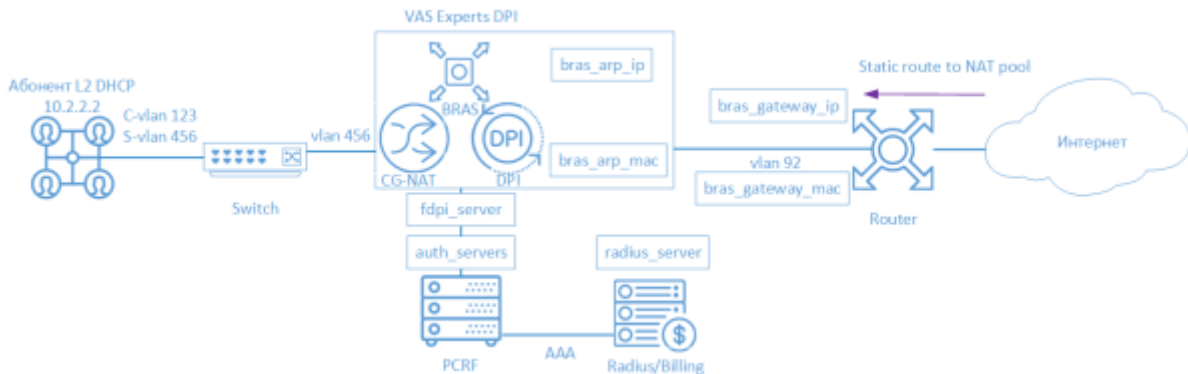 VAS Experts DPI
Абонент L2 DHCP
10.2.2.2
C-vlan 123
S-vlan 456
Switch
vlan 456
BRAS
CG-NAT
DPI
DPI
bras_arp_ip
bras_arp_mac
fdpi_server
auth_servers
PCRF
AAA
radius_server
$
Radius/Billing
Static route to NAT pool
bras_gateway_ip
vlan 92
bras_gateway_mac
Router
Интернет